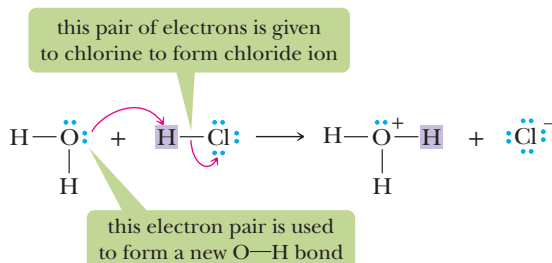 this pair of electrons is given
to chlorine to form chloride ion
H—O + H—Cl ⟶ H—O⁺—H + Cl⁻
H H
this electron pair is used
to form a new O—H bond